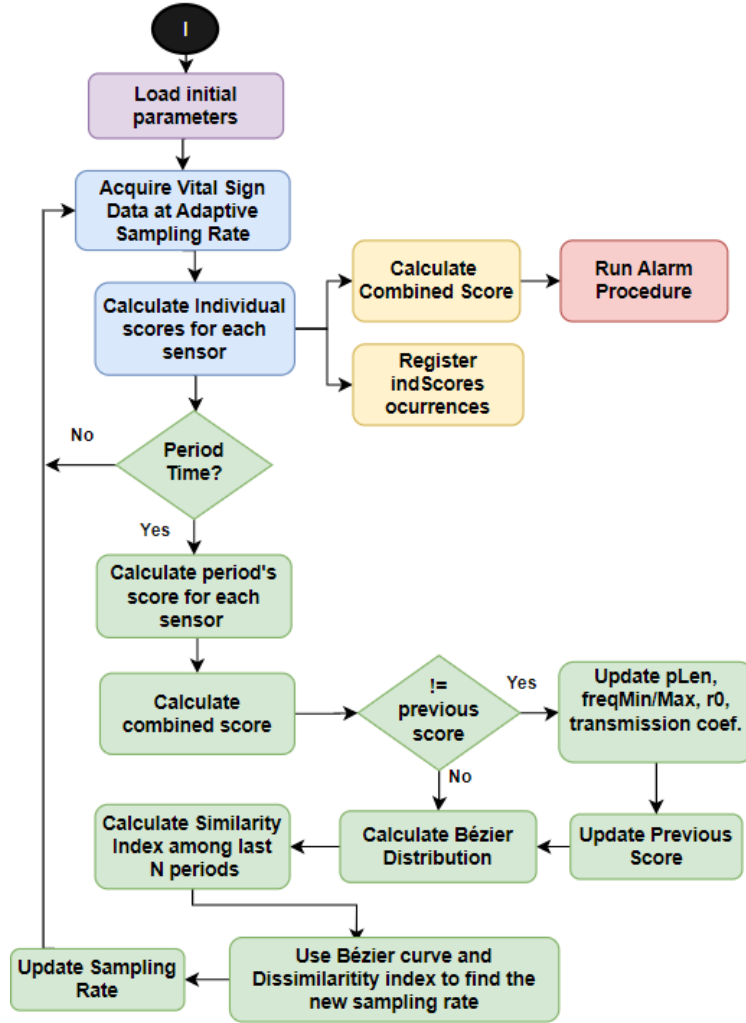 I
Load initial
parameters
Acquire Vital Sign
Data at Adaptive
Sampling Rate
Calculate Individual
scores for each
sensor
Calculate
Combined Score
Run Alarm
Procedure
Register
indScores
ocurrences
No
Period
Time?
Yes
Calculate period's
score for each
sensor
Calculate
combined score
!=
previous
score
Yes
Update pLen,
freqMin/Max, r0,
transmission coef.
No
Calculate Similarity
Index among last
N periods
Calculate Bézier
Distribution
Update Previous
Score
Update Sampling
Rate
Use Bézier curve and
Dissimilaritity index to find the
new sampling rate